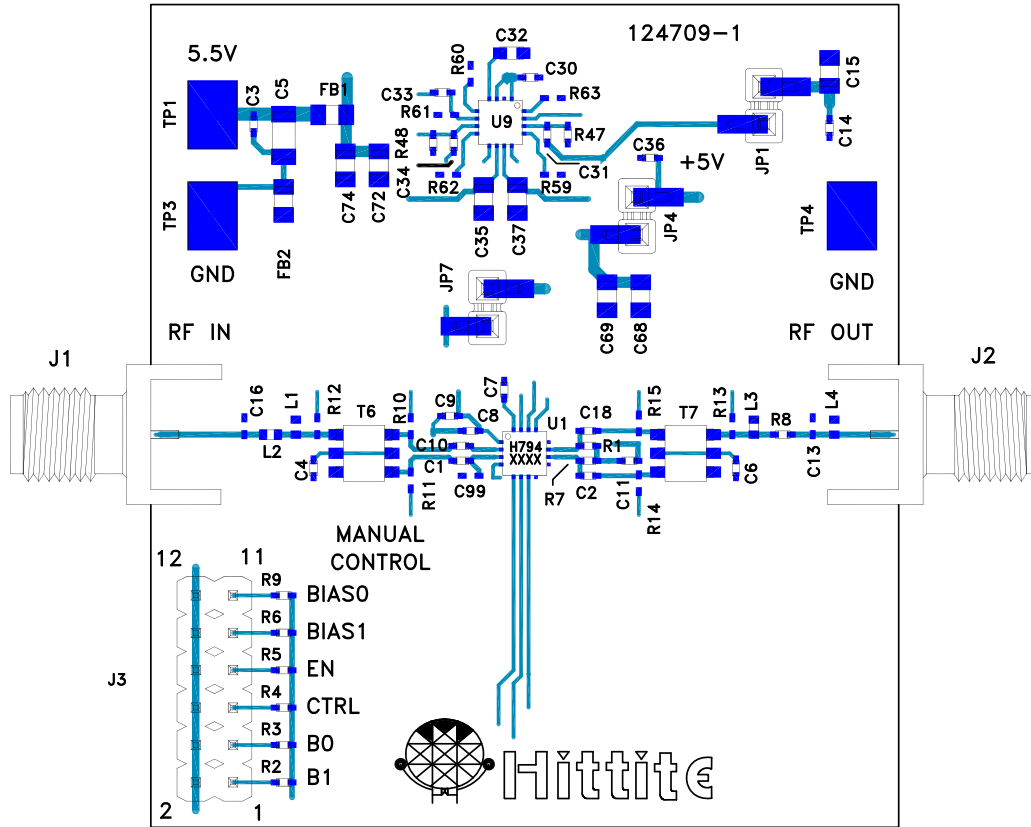 124709-1
5.5V
C32
R60
C30
C15
FB1
C5
C3
C33
R63
TP1
R61
U9
R48
R47
C14
JP1
C36
+5V
C34
C31
R62
R59
C74
C72
TP3
TP4
C35
C37
JP4
FB2
GND
GND
JP7
C69
C68
RF IN
RF OUT
J1
J2
C7
C16
L1
R12
T6
R10
C9
C8
U1
C18
R15
T7
R13
L3
R8
L4
L2
C4
C10
C1
H794
XXXX
R1
R7
C2
C11
C6
C13
R11
C99
R14
MANUAL
CONTROL
12
11
R9
BIAS0
R6
BIAS1
R5
EN
J3
R4
CTRL
R3
B0
R2
B1
2
1
Hittite